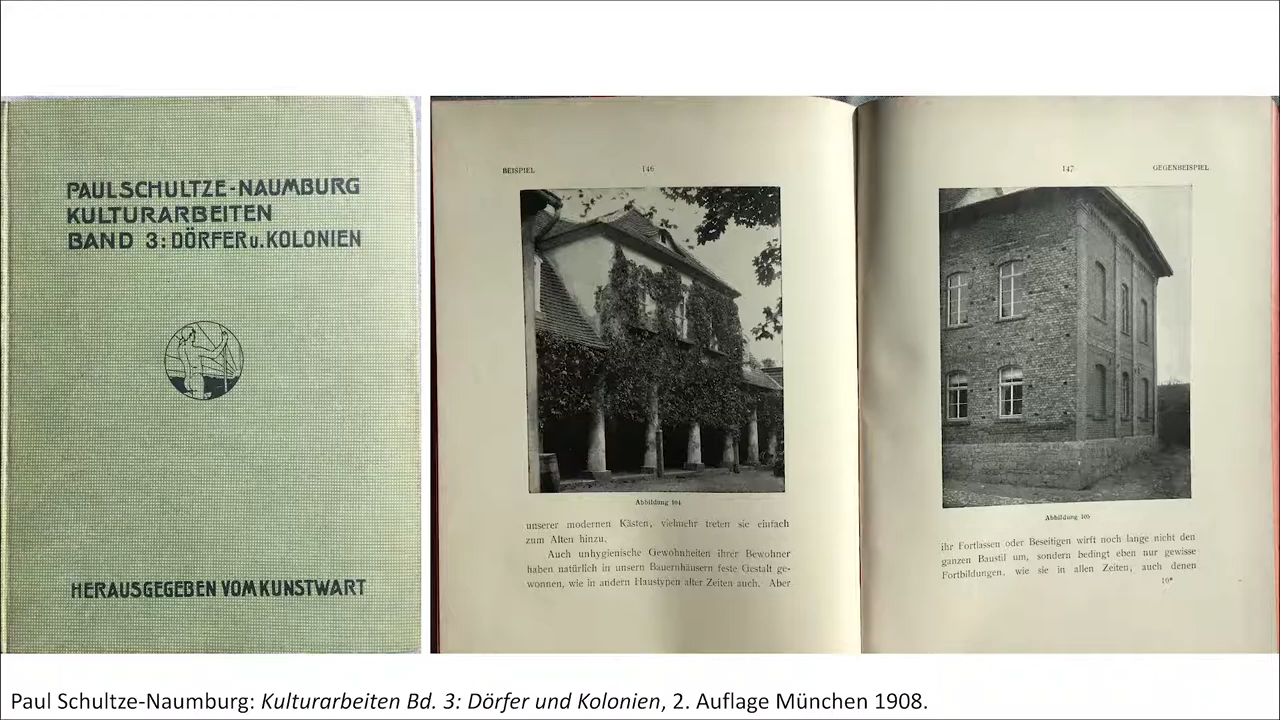 PAUL SCHULTZE-NAUMBURG
KULTURARBEITEN
BAND 3: DÖRFER u. KOLONIEN
HERAUSGEGEBEN VOM KUNSTWART
BEISPIEL 146
Abbildung 104
unserer modernen Kästen, vielmehr treten sie einfach
zum Alten hinzu.
Auch unhygienische Gewohnheiten ihrer Bewohner
haben natürlich in unsern Bauernhäusern feste Gestalt ge-
wonnen, wie in andern Haustypen alter Zeiten auch. Aber
147 GEGENBEISPIEL
Abbildung 105
ihr Fortlassen oder Beseitigen wirft noch lange nicht den
ganzen Baustil um, sondern bedingt eben nur gewisse
Fortbildungen, wie sie in allen Zeiten, auch denen
10*
Paul Schultze-Naumburg: Kulturarbeiten Bd. 3: Dörfer und Kolonien, 2. Auflage München 1908.